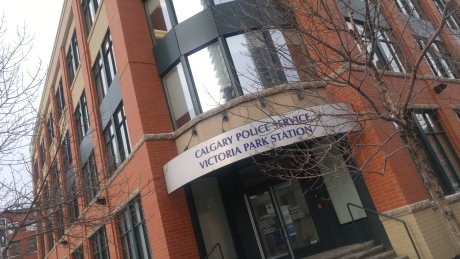 CALGARY POLICE SERVICE
VICTORIA PARK STATION